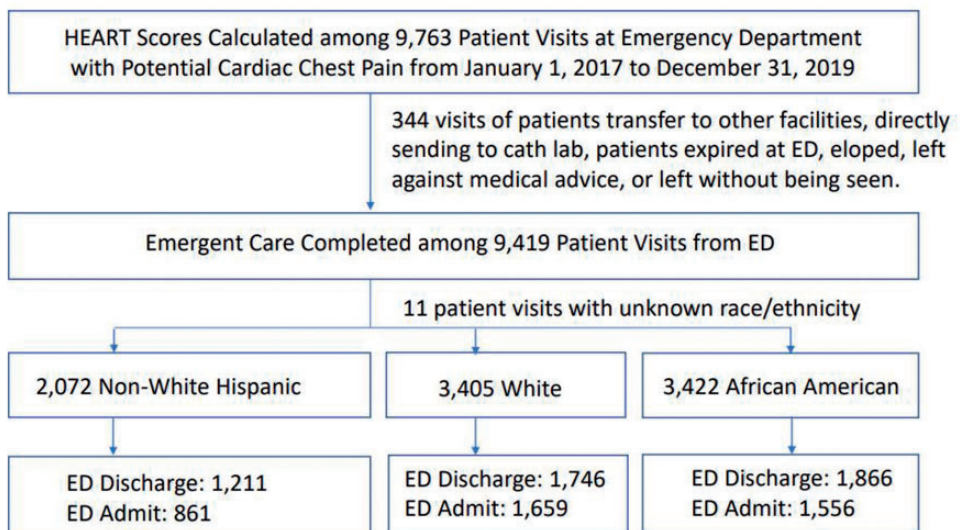 HEART Scores Calculated among 9,763 Patient Visits at Emergency Department
with Potential Cardiac Chest Pain from January 1, 2017 to December 31, 2019
344 visits of patients transfer to other facilities, directly
sending to cath lab, patients expired at ED, eloped, left
against medical advice, or left without being seen.
Emergent Care Completed among 9,419 Patient Visits from ED
11 patient visits with unknown race/ethnicity
2,072 Non-White Hispanic
3,405 White
3,422 African American
ED Discharge: 1,211
ED Admit: 861
ED Discharge: 1,746
ED Admit: 1,659
ED Discharge: 1,866
ED Admit: 1,556